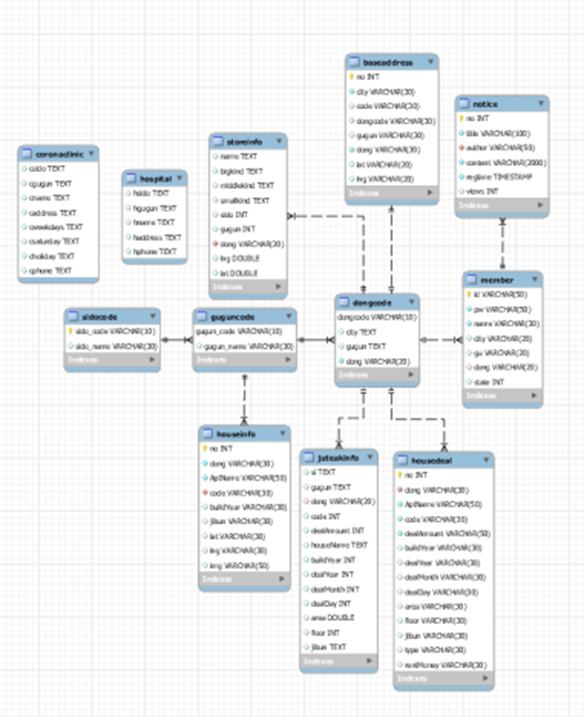 baseaddress
no INT
city VARCHAR(30)
code VARCHAR(30)
dongcode VARCHAR(30)
gugun VARCHAR(30)
dong VARCHAR(30)
lat VARCHAR(20)
lng VARCHAR(20)
Indexes
notice
no INT
title VARCHAR(100)
author VARCHAR(50)
content VARCHAR(2000)
regtime TIMESTAMP
views INT
Indexes
storeinfo
name TEXT
bigkind TEXT
middlekind TEXT
smallkind TEXT
sido INT
gugun INT
dong VARCHAR(20)
lng DOUBLE
lat DOUBLE
Indexes
coronaclinic
csido TEXT
cgugun TEXT
cname TEXT
caddress TEXT
cweekdays TEXT
csaturday TEXT
choliday TEXT
cphone TEXT
hospital
hsido TEXT
hgugun TEXT
hname TEXT
haddress TEXT
hphone TEXT
member
id VARCHAR(50)
pw VARCHAR(50)
name VARCHAR(30)
city VARCHAR(20)
gu VARCHAR(20)
dong VARCHAR(20)
state INT
Indexes
dongcode
dongcode VARCHAR(10)
city TEXT
gugun TEXT
dong VARCHAR(20)
Indexes
sidocode
sido_code VARCHAR(10)
sido_name VARCHAR(30)
Indexes
guguncode
gugun_code VARCHAR(10)
gugun_name VARCHAR(30)
Indexes
houseinfo
no INT
dong VARCHAR(30)
AptName VARCHAR(50)
code VARCHAR(30)
buildYear VARCHAR(30)
jibun VARCHAR(30)
lat VARCHAR(30)
lng VARCHAR(30)
img VARCHAR(50)
Indexes
juteakinfo
si TEXT
gugun TEXT
dong VARCHAR(20)
code INT
dealAmount INT
houseName TEXT
buildYear INT
dealYear INT
dealMonth INT
dealDay INT
area DOUBLE
floor INT
jibun TEXT
Indexes
housedeal
no INT
dong VARCHAR(30)
AptName VARCHAR(50)
code VARCHAR(30)
dealAmount VARCHAR(50)
buildYear VARCHAR(30)
dealYear VARCHAR(30)
dealMonth VARCHAR(30)
dealDay VARCHAR(30)
area VARCHAR(30)
floor VARCHAR(30)
jibun VARCHAR(30)
type VARCHAR(30)
rentMoney VARCHAR(30)
Indexes